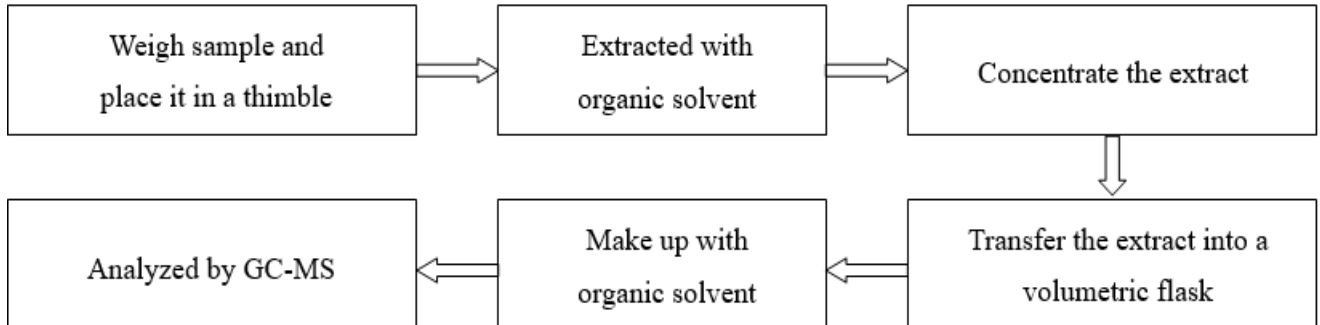 Weigh sample and
place it in a thimble
Extracted with
organic solvent
Concentrate the extract
Transfer the extract into a
volumetric flask
Make up with
organic solvent
Analyzed by GC-MS